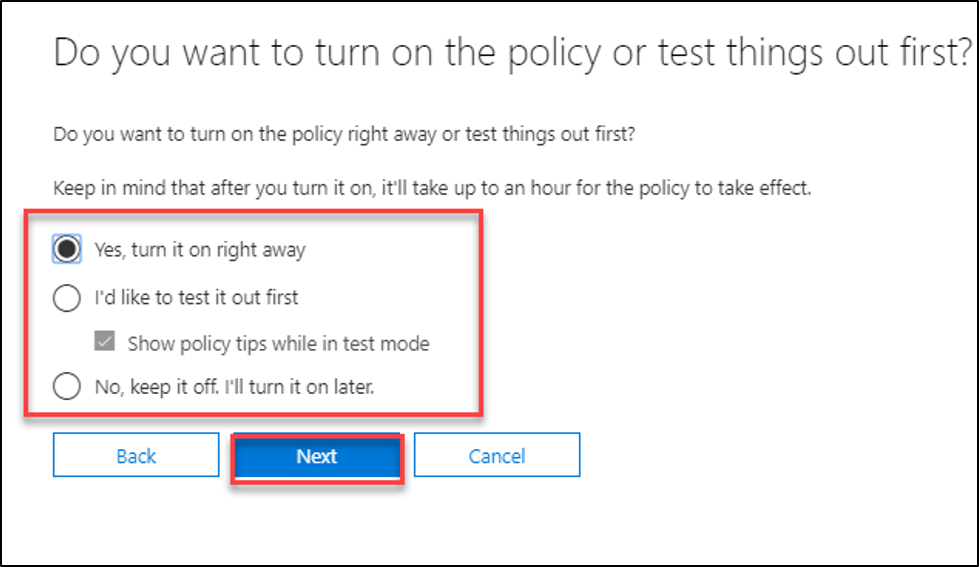 Do you want to turn on the policy or test things out first?
Do you want to turn on the policy right away or test things out first?
Keep in mind that after you turn it on, it'll take up to an hour for the policy to take effect.
Yes, turn it on right away
I'd like to test it out first
Show policy tips while in test mode
No, keep it off. I'll turn it on later.
Back Next Cancel